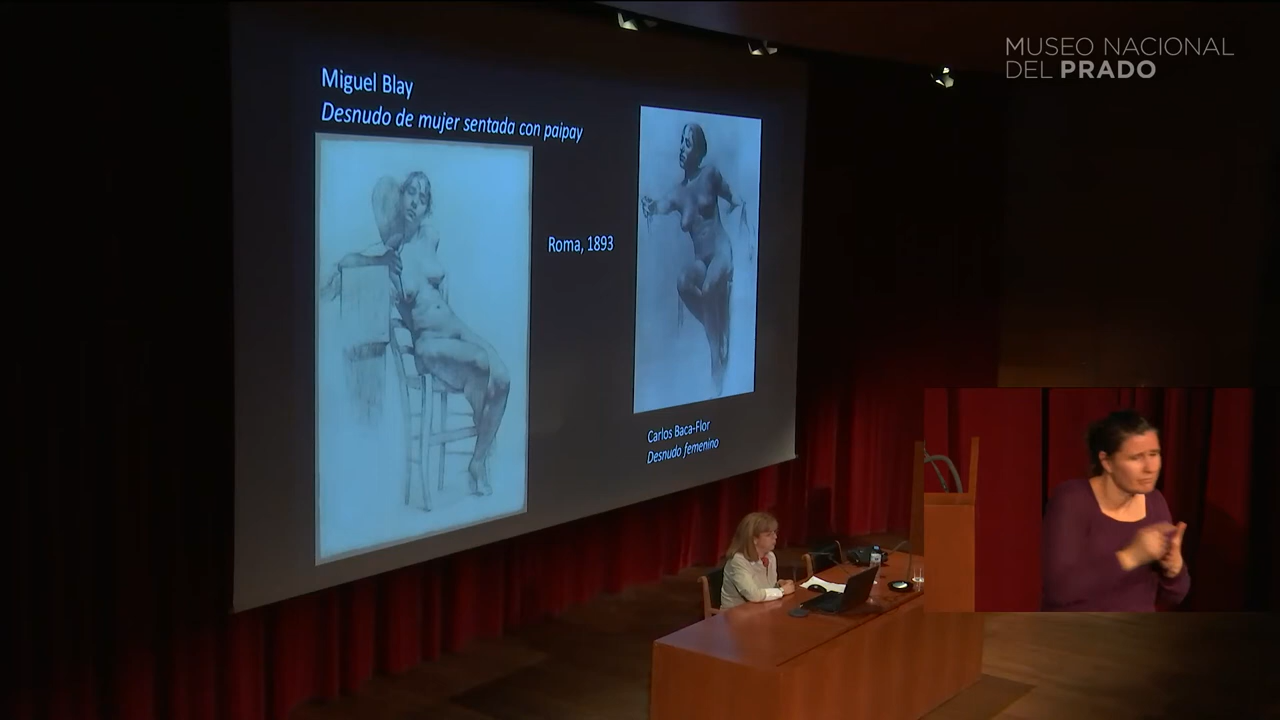 MUSEO NACIONAL
DEL PRADO
Miguel Blay
Desnudo de mujer sentada con paipay
Roma, 1893
Carlos Baca-Flor
Desnudo femenino